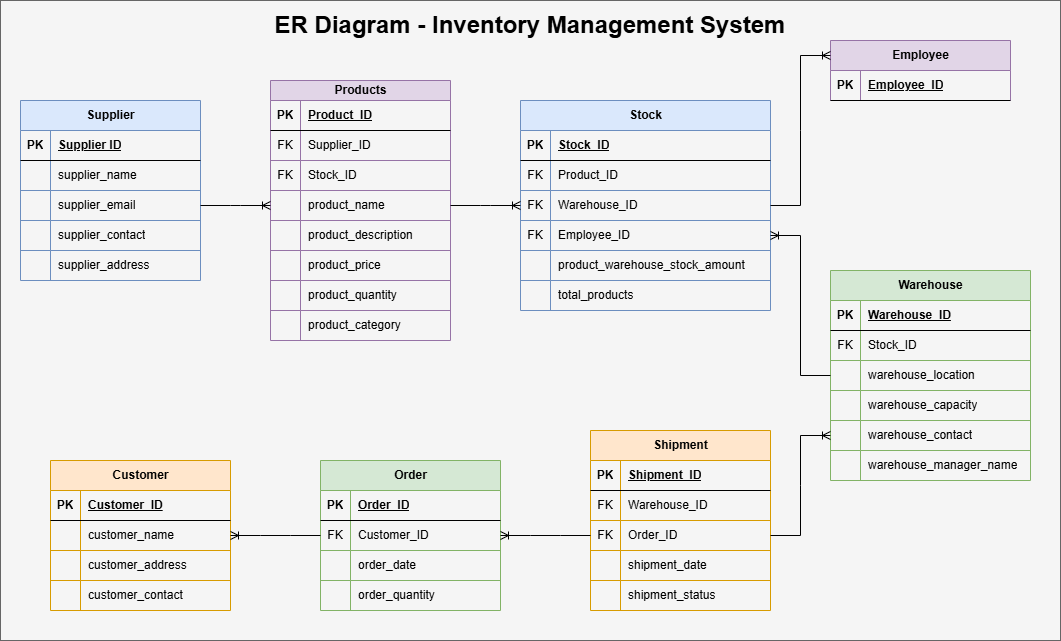 ER Diagram - Inventory Management System
Supplier
PK Supplier ID
supplier_name
supplier_email
supplier_contact
supplier_address
Products
PK Product_ID
FK Supplier_ID
FK Stock_ID
product_name
product_description
product_price
product_quantity
product_category
Stock
PK Stock_ID
FK Product_ID
FK Warehouse_ID
FK Employee_ID
product_warehouse_stock_amount
total_products
Employee
PK Employee_ID
Warehouse
PK Warehouse_ID
FK Stock_ID
warehouse_location
warehouse_capacity
warehouse_contact
warehouse_manager_name
Customer
PK Customer_ID
customer_name
customer_address
customer_contact
Order
PK Order_ID
FK Customer_ID
order_date
order_quantity
Shipment
PK Shipment_ID
FK Warehouse_ID
FK Order_ID
shipment_date
shipment_status